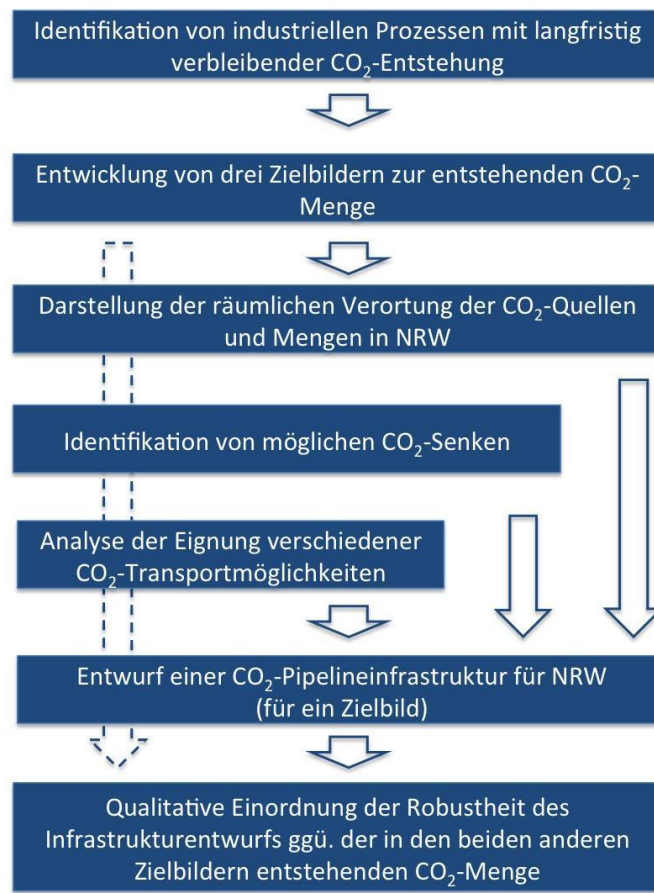 Identifikation von industriellen Prozessen mit langfristig
verbleibender CO₂-Entstehung
Entwicklung von drei Zielbildern zur entstehenden CO₂-
Menge
Darstellung der räumlichen Verortung der CO₂-Quellen
und Mengen in NRW
Identifikation von möglichen CO₂-Senken
Analyse der Eignung verschiedener
CO₂-Transportmöglichkeiten
Entwurf einer CO₂-Pipelineinfrastruktur für NRW
(für ein Zielbild)
Qualitative Einordnung der Robustheit des
Infrastrukturentwurfs ggü. der in den beiden anderen
Zielbildern entstehenden CO₂-Menge